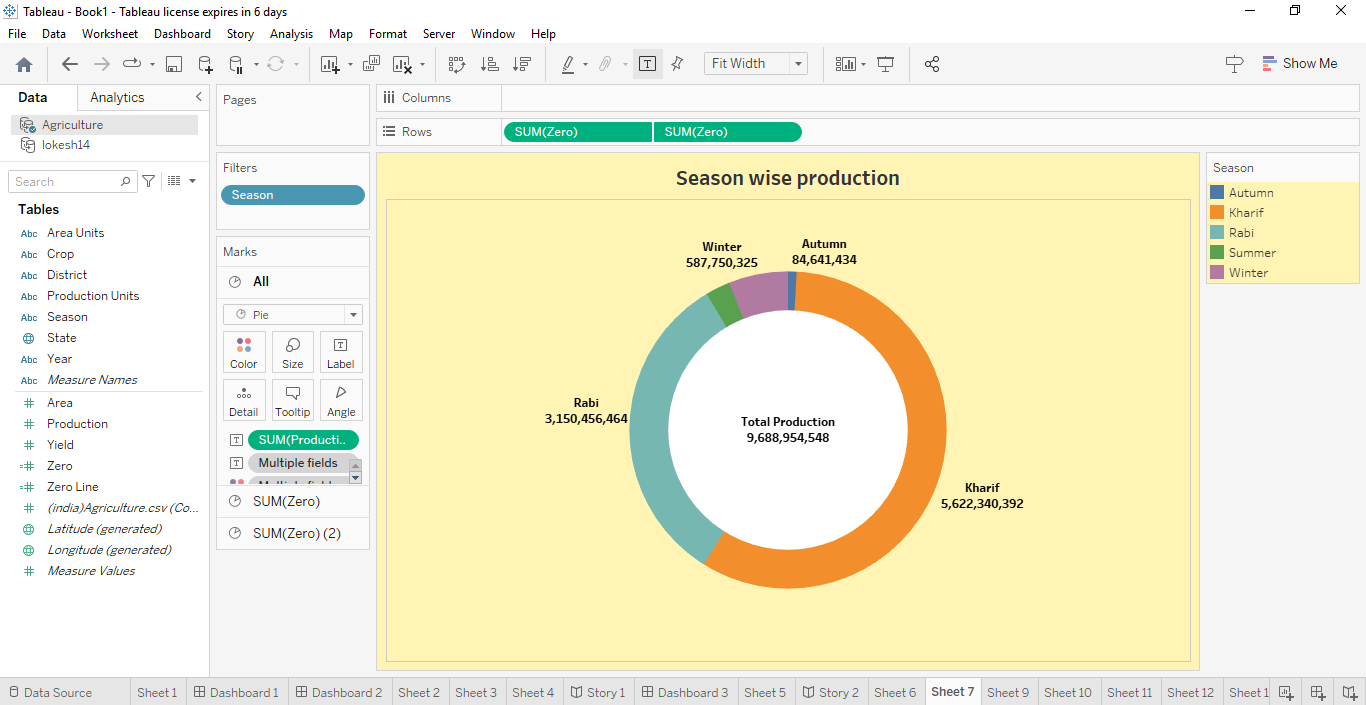 Tableau - Book1 - Tableau license expires in 6 days
File Data Worksheet Dashboard Story Analysis Map Format Server Window Help
Fit Width
Show Me
Data Analytics
Agriculture
lokesh14
Search
Tables
Abc Area Units
Abc Crop
Abc District
Abc Production Units
Abc Season
State
Abc Year
Abc Measure Names
# Area
# Production
# Yield
=# Zero
=# Zero Line
# (india)Agriculture.csv (Co...
Latitude (generated)
Longitude (generated)
# Measure Values
Pages
Filters
Season
Marks
All
Pie
Color Size Label
Detail Tooltip Angle
SUM(Producti..
Multiple fields
SUM(Zero)
SUM(Zero) (2)
Columns
Rows SUM(Zero) SUM(Zero)
Season wise production
Winter
587,750,325
Autumn
84,641,434
Rabi
3,150,456,464
Total Production
9,688,954,548
Kharif
5,622,340,392
Season
Autumn
Kharif
Rabi
Summer
Winter
Data Source Sheet 1 Dashboard 1 Dashboard 2 Sheet 2 Sheet 3 Sheet 4 Story 1 Dashboard 3 Sheet 5 Story 2 Sheet 6 Sheet 7 Sheet 9 Sheet 10 Sheet 11 Sheet 12 Sheet 1